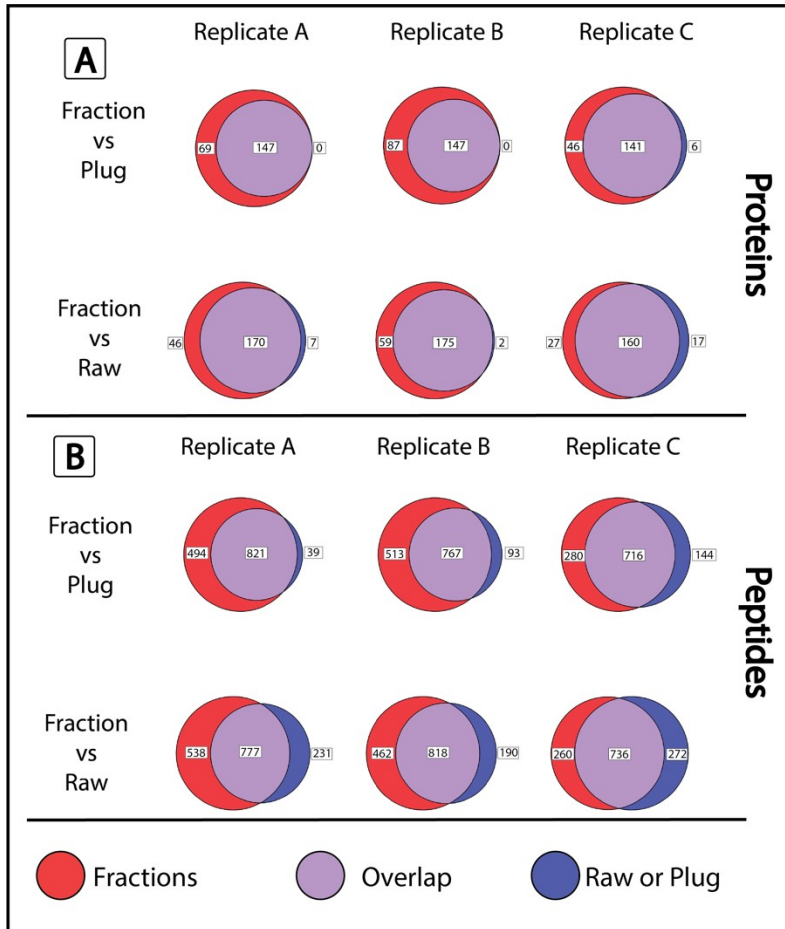 Replicate A Replicate B Replicate C
A
Fraction
vs
Plug
69 147 0
87 147 0
46 141 6
Fraction
vs
Raw
46 170 7
59 175 2
27 160 17
Proteins
B
Replicate A Replicate B Replicate C
Fraction
vs
Plug
494 821 39
513 767 93
280 716 144
Fraction
vs
Raw
538 777 231
462 818 190
260 736 272
Peptides
Fractions Overlap Raw or Plug